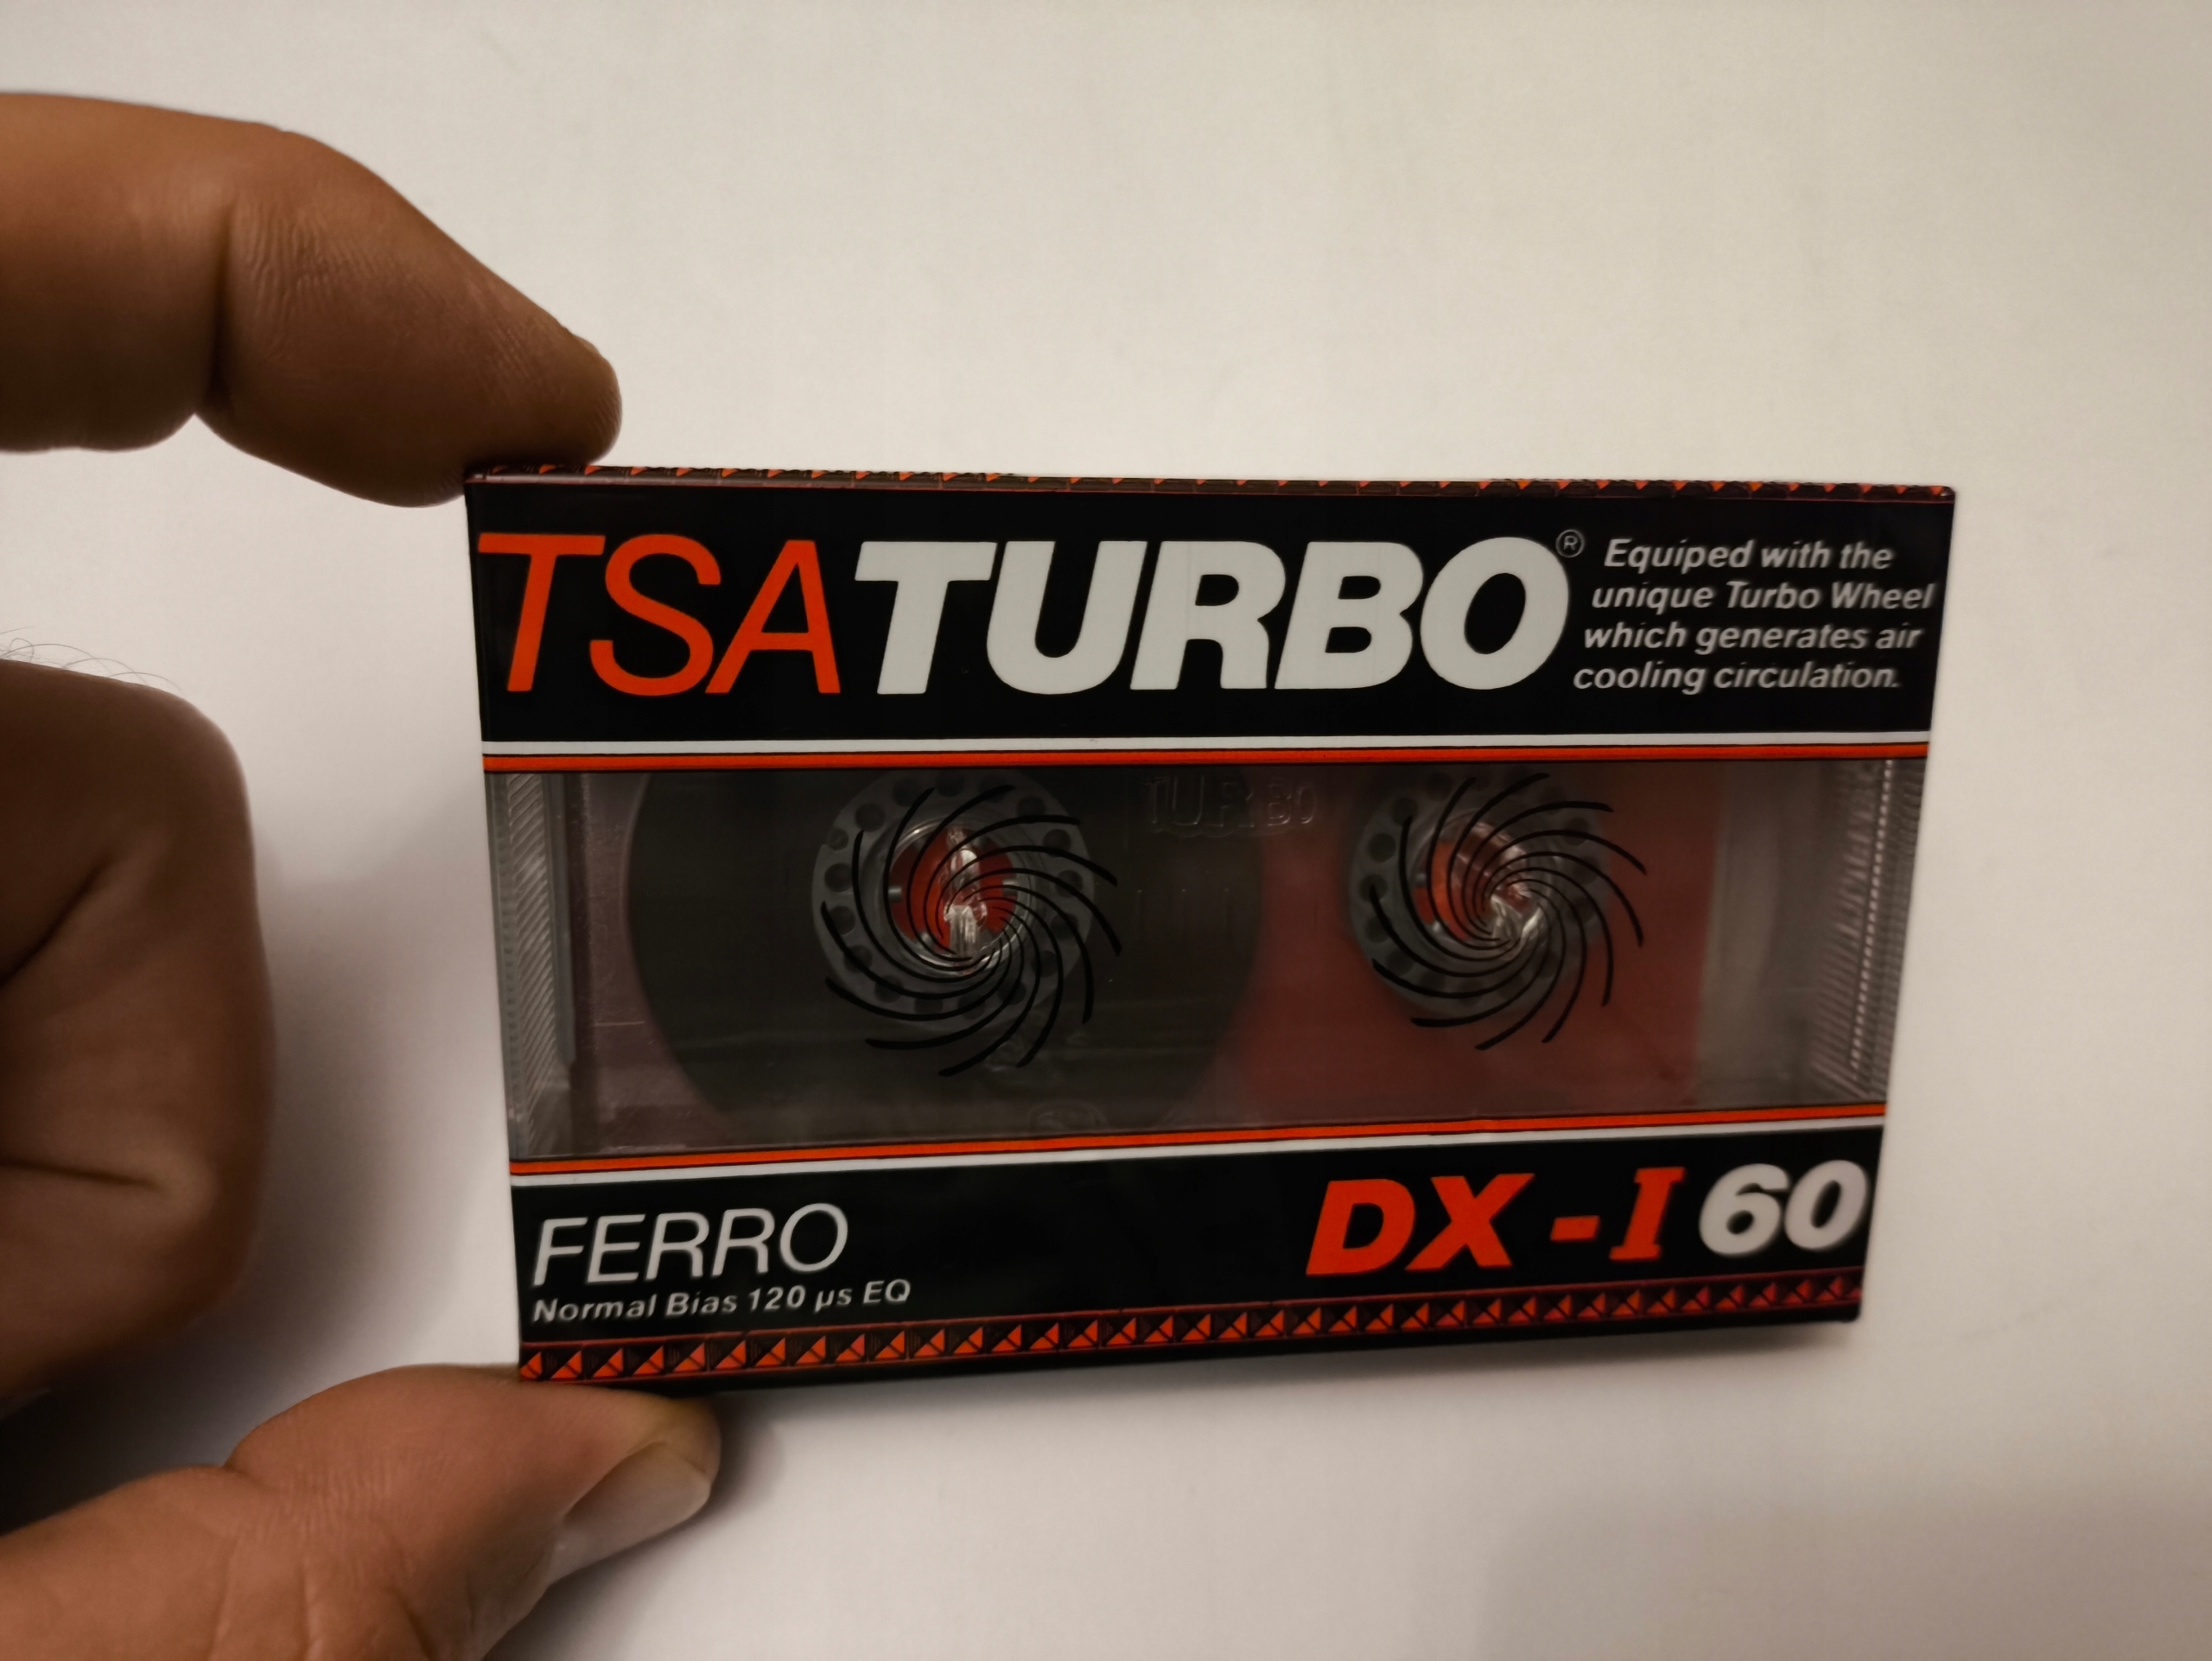 TSATURBO®
Equiped with the
unique Turbo Wheel
which generates air
cooling circulation.
TURBO
FERRO
Normal Bias 120 µs EQ
DX-I 60